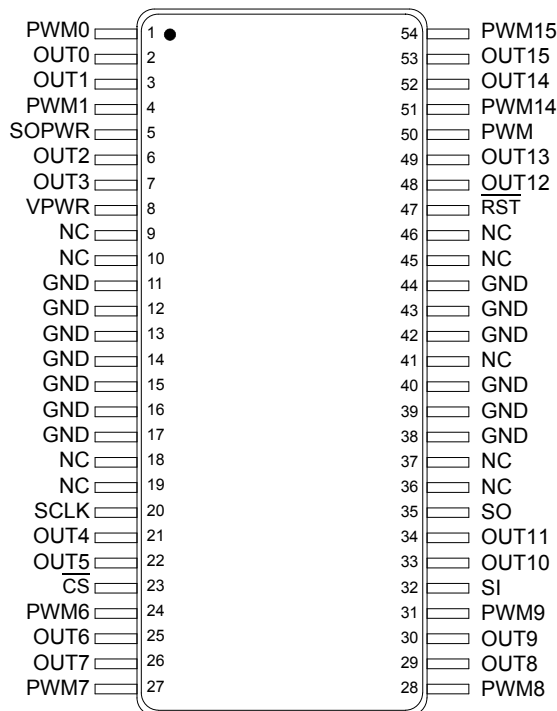 PWM0 1 54 PWM15
OUT0 2 53 OUT15
OUT1 3 52 OUT14
PWM1 4 51 PWM14
SOPWR 5 50 PWM
OUT2 6 49 OUT13
OUT3 7 48 OUT12
VPWR 8 47 RST
NC 9 46 NC
NC 10 45 NC
GND 11 44 GND
GND 12 43 GND
GND 13 42 GND
GND 14 41 NC
GND 15 40 GND
GND 16 39 GND
GND 17 38 GND
NC 18 37 NC
NC 19 36 NC
SCLK 20 35 SO
OUT4 21 34 OUT11
OUT5 22 33 OUT10
CS 23 32 SI
PWM6 24 31 PWM9
OUT6 25 30 OUT9
OUT7 26 29 OUT8
PWM7 27 28 PWM8